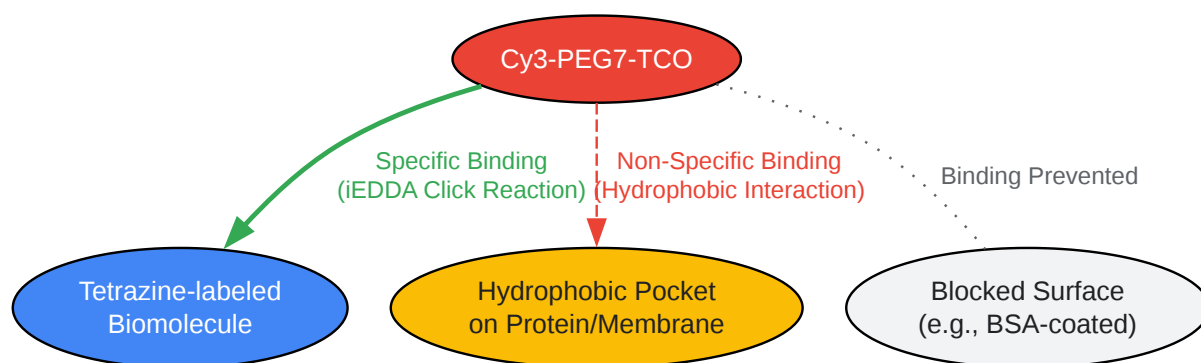 Cy3-PEG7-TCO
Specific Binding
(iEDDA Click Reaction)
Non-Specific Binding
(Hydrophobic Interaction)
Binding Prevented
Tetrazine-labeled
Biomolecule
Hydrophobic Pocket
on Protein/Membrane
Blocked Surface
(e.g., BSA-coated)